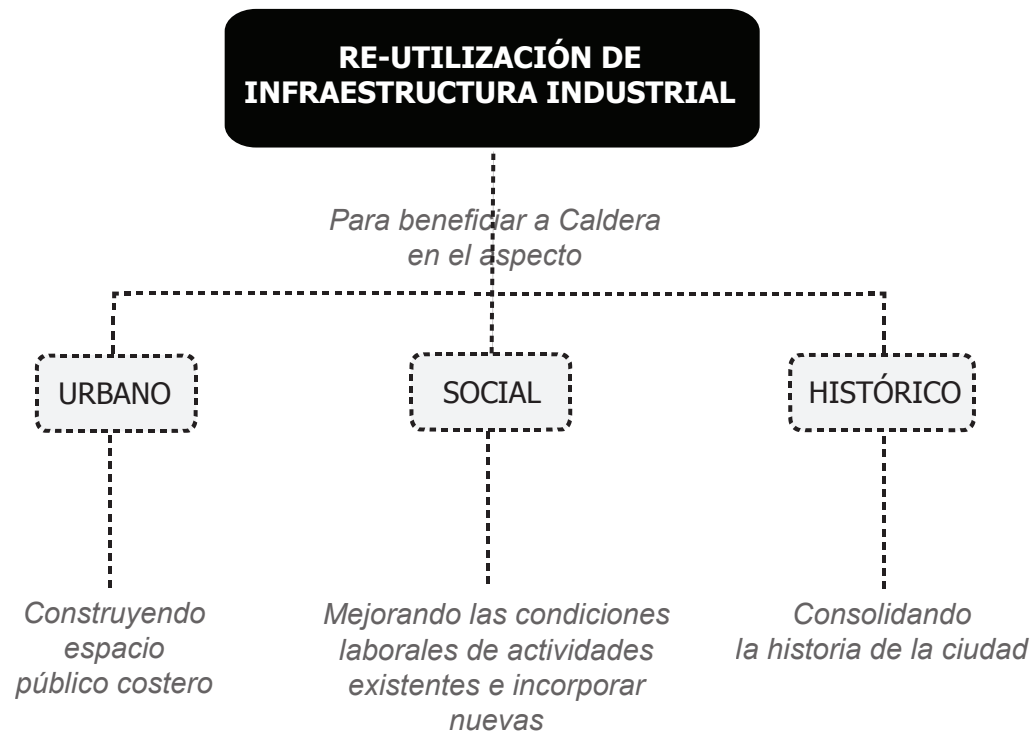 RE-UTILIZACIÓN DE
INFRAESTRUCTURA INDUSTRIAL
Para beneficiar a Caldera
en el aspecto
URBANO
SOCIAL
HISTÓRICO
Construyendo
espacio
público costero
Mejorando las condiciones
laborales de actividades
existentes e incorporar
nuevas
Consolidando
la historia de la ciudad